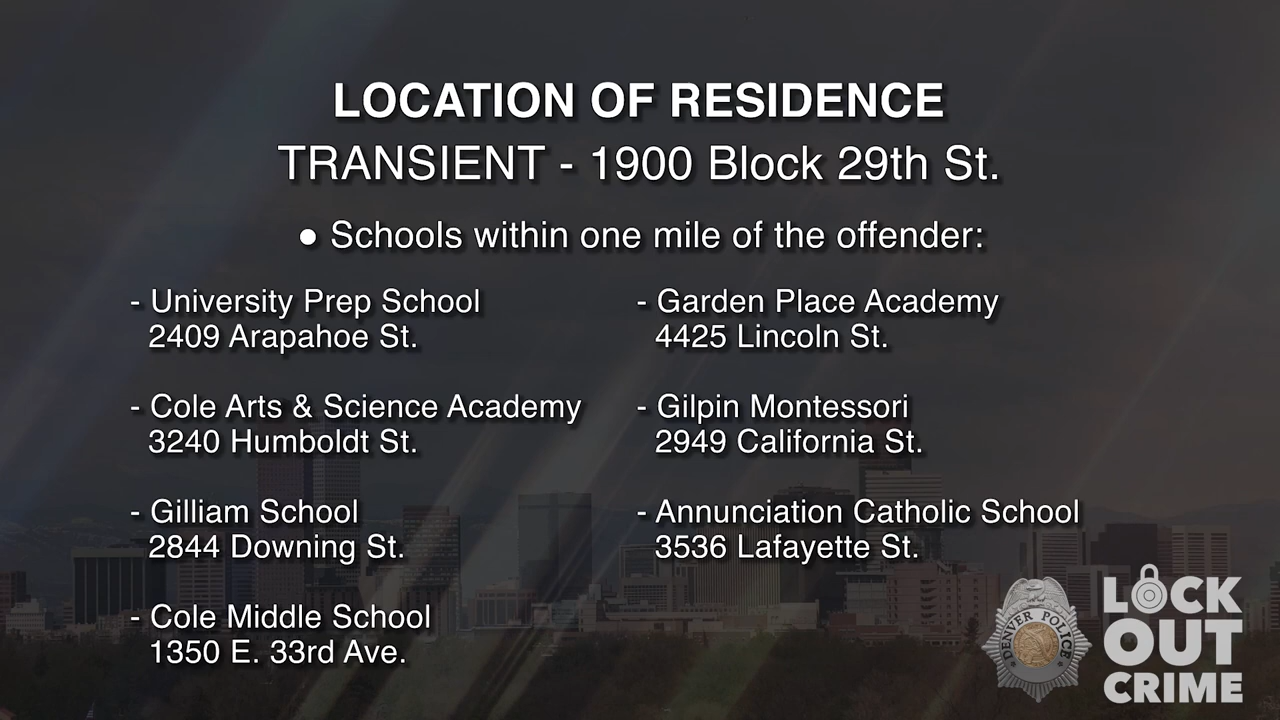 LOCATION OF RESIDENCE
TRANSIENT - 1900 Block 29th St.
● Schools within one mile of the offender:
- University Prep School
2409 Arapahoe St.
- Cole Arts & Science Academy
3240 Humboldt St.
- Gilliam School
2844 Downing St.
- Cole Middle School
1350 E. 33rd Ave.
- Garden Place Academy
4425 Lincoln St.
- Gilpin Montessori
2949 California St.
- Annunciation Catholic School
3536 Lafayette St.
DENVER POLICE
LOCK
OUT
CRIME